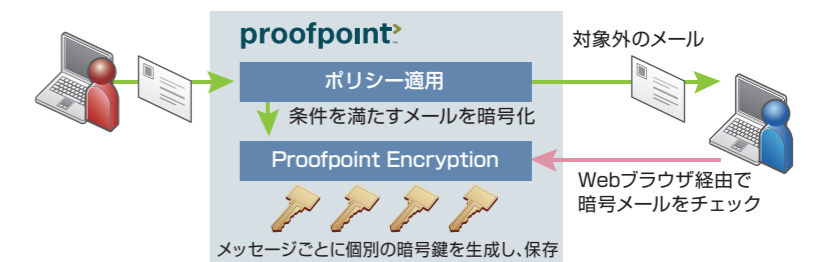 proofpoint
対象外のメール
ポリシー適用
条件を満たすメールを暗号化
Proofpoint Encryption
Webブラウザ経由で
暗号メールをチェック
メッセージごとに個別の暗号鍵を生成し、保存